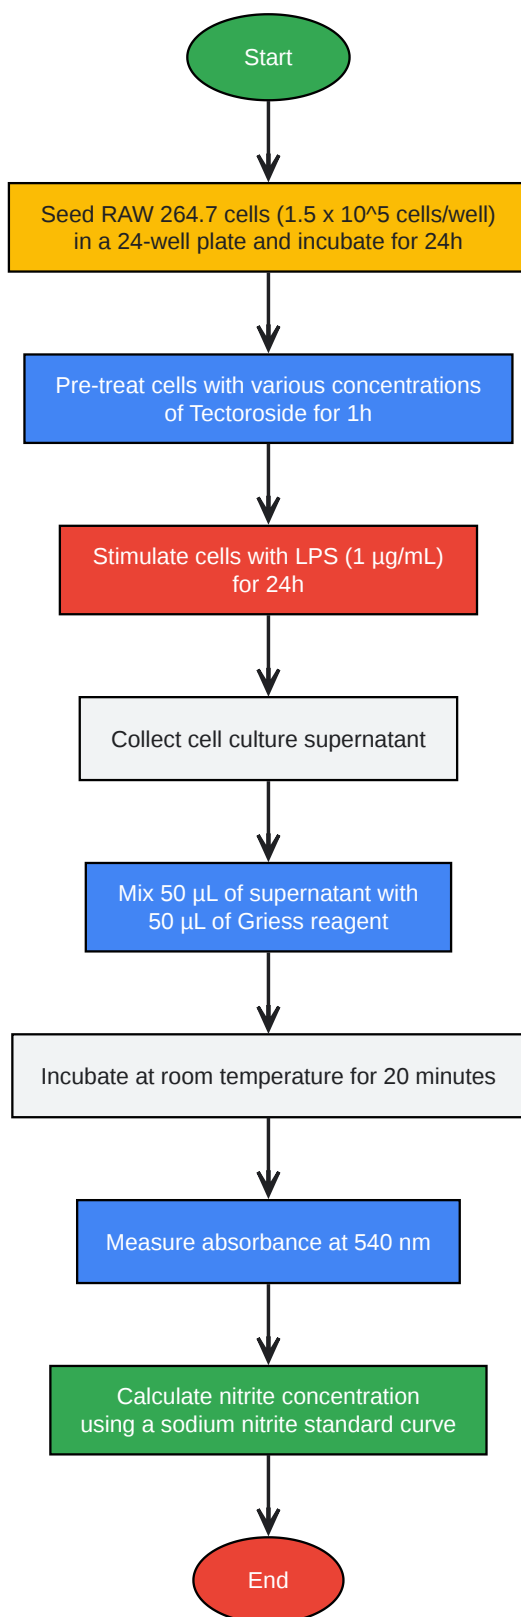 Start
Seed RAW 264.7 cells (1.5 x 10^5 cells/well)
in a 24-well plate and incubate for 24h
Pre-treat cells with various concentrations
of Tectoroside for 1h
Stimulate cells with LPS (1 µg/mL)
for 24h
Collect cell culture supernatant
Mix 50 µL of supernatant with
50 µL of Griess reagent
Incubate at room temperature for 20 minutes
Measure absorbance at 540 nm
Calculate nitrite concentration
using a sodium nitrite standard curve
End